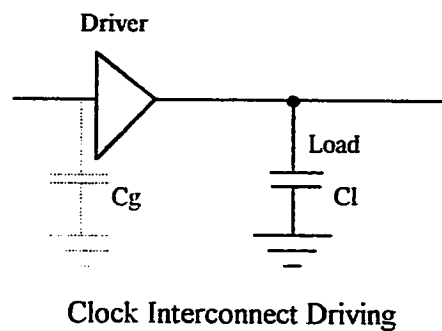 Driver
Load
Cg
Cl
Clock Interconnect Driving